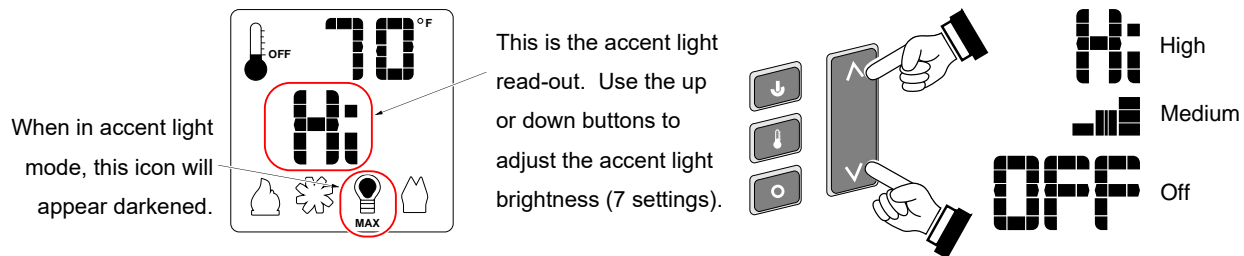 OFF
70°F
Hi
MAX
When in accent light
mode, this icon will
appear darkened.
This is the accent light
read-out. Use the up
or down buttons to
adjust the accent light
brightness (7 settings).
Hi High
Medium
OFF Off